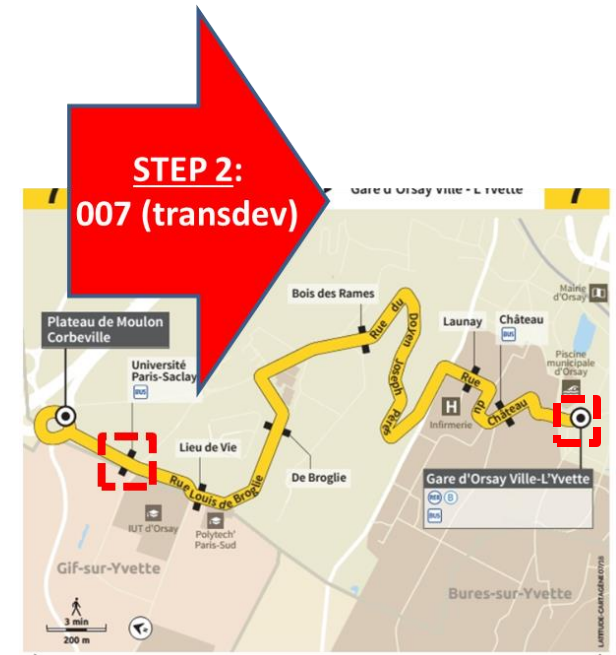 STEP 2:
007 (transdev)
7
Gare d'Orsay Ville - L'Yvette
7
Mairie
d'Orsay
Bois des Rames
Rue du Doyen Joseph Pérès
Plateau de Moulon
Corbeville
Launay
Château
BUS
Piscine
municipale
d'Orsay
Université
Paris-Saclay
BUS
Rue du Château
H
Infirmerie
Lieu de Vie
De Broglie
Gare d'Orsay Ville-L'Yvette
RER B
BUS
Rue Louis de Broglie
IUT d'Orsay
Polytech'
Paris-Sud
Gif-sur-Yvette
Bures-sur-Yvette
3 min
200 m